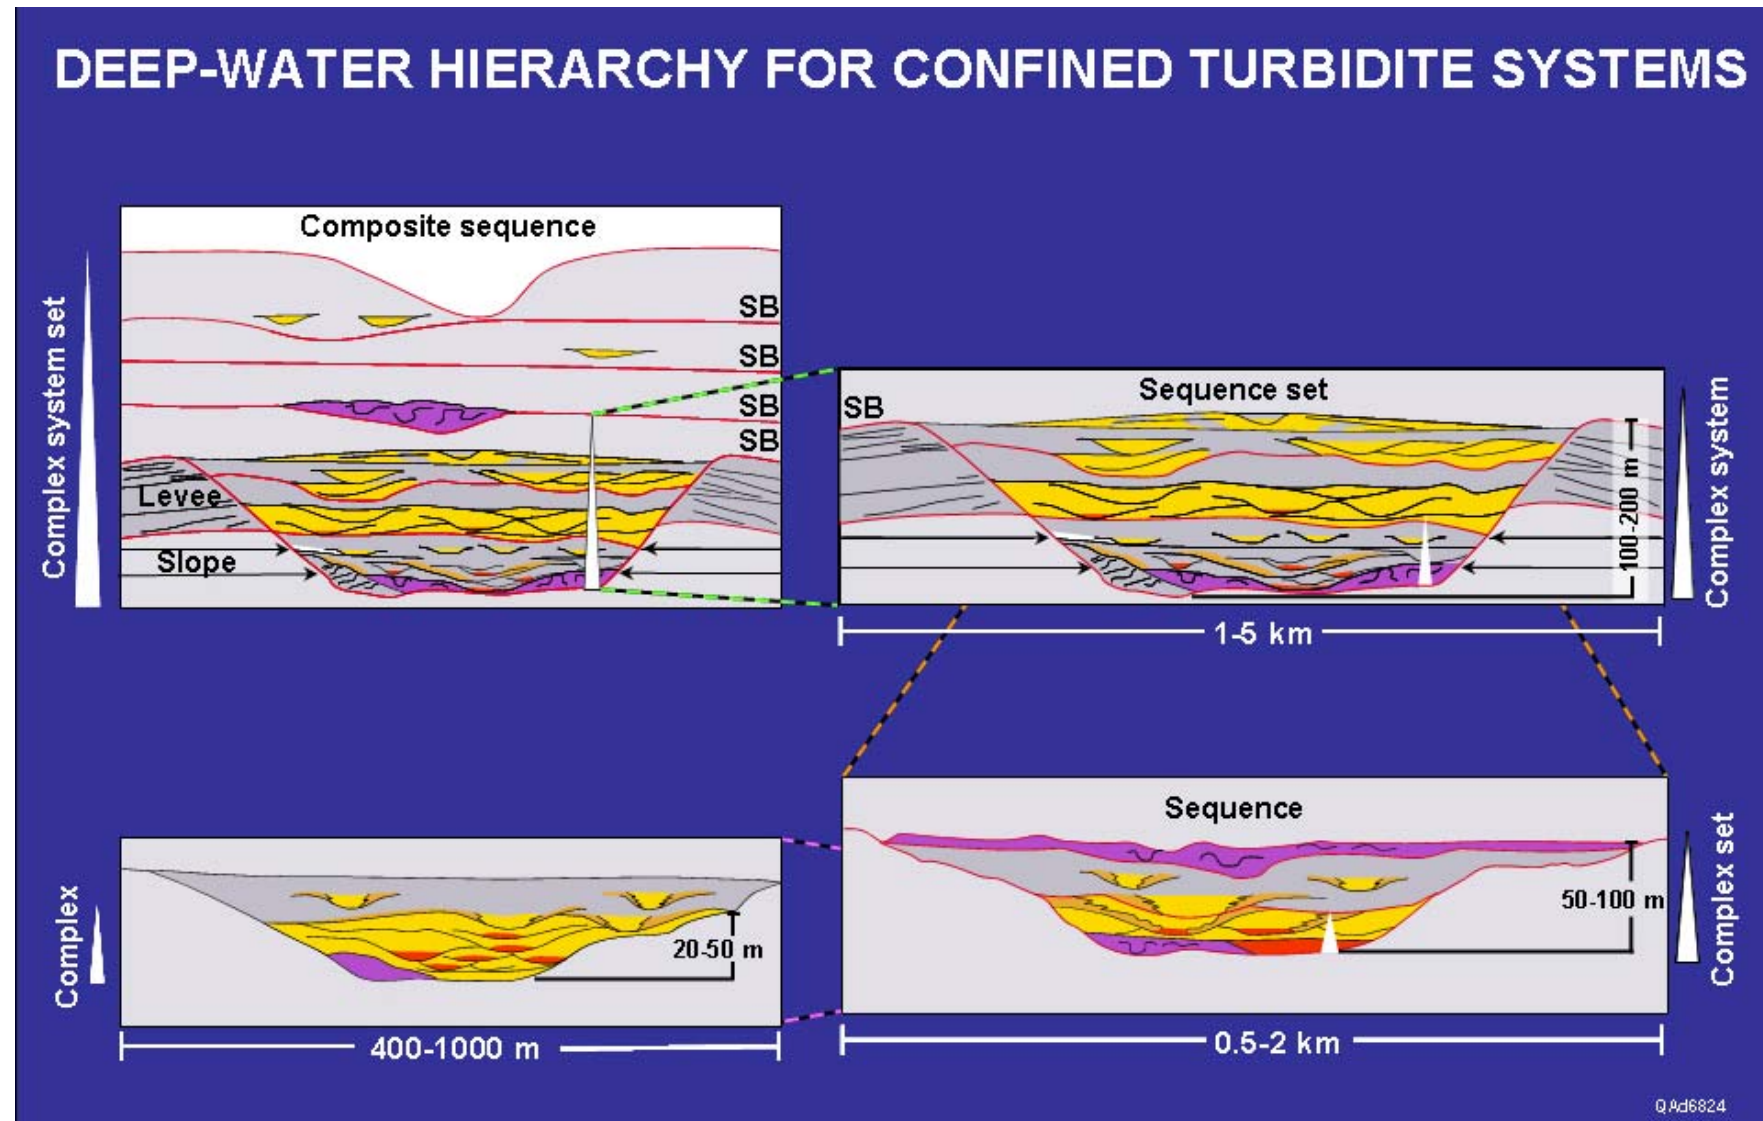 DEEP-WATER HIERARCHY FOR CONFINED TURBIDITE SYSTEMS
Composite sequence
SB
SB
SB
SB
Levee
Slope
Complex system set
Sequence set
SB
100-200 m
Complex system
1-5 km
Complex
20-50 m
400-1000 m
Sequence
50-100 m
Complex set
0.5-2 km
QAd6824